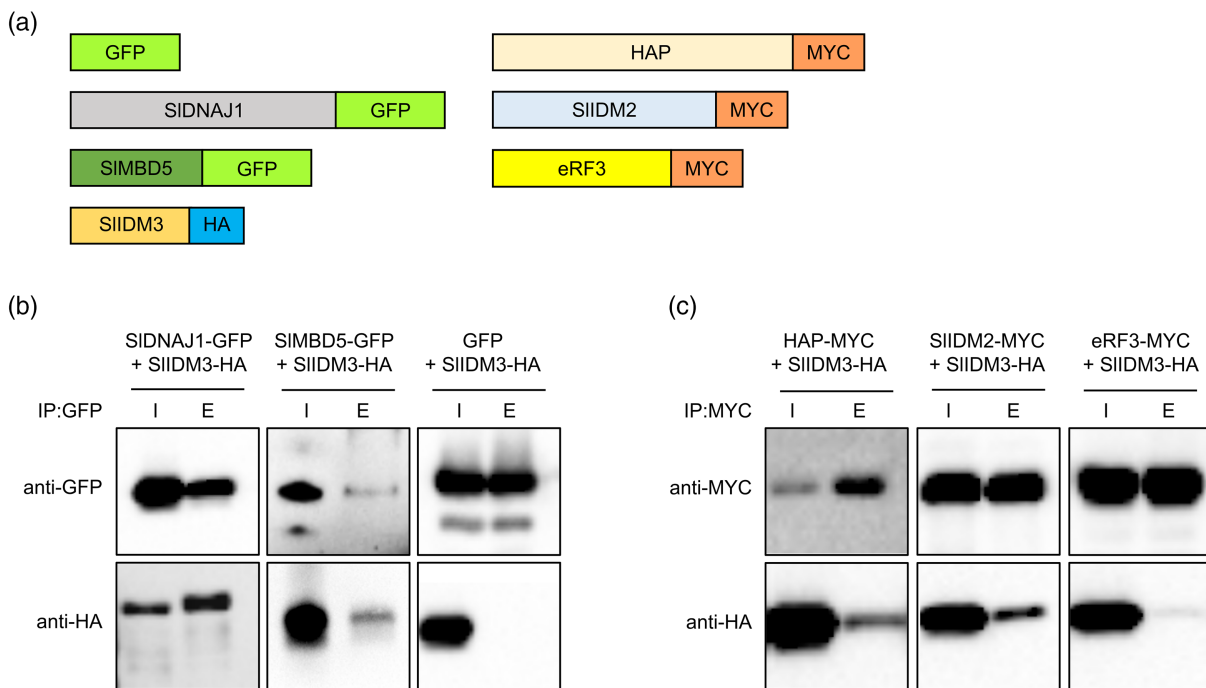 (a)
GFP
HAP MYC
SlDNAJ1 GFP
SlIDM2 MYC
SlMBD5 GFP
eRF3 MYC
SlIDM3 HA
(b)
SlDNAJ1-GFP SlMBD5-GFP GFP
+ SlIDM3-HA + SlIDM3-HA + SlIDM3-HA
IP:GFP I E I E I E
anti-GFP
anti-HA
(c)
HAP-MYC SlIDM2-MYC eRF3-MYC
+ SlIDM3-HA + SlIDM3-HA + SlIDM3-HA
IP:MYC I E I E I E
anti-MYC
anti-HA